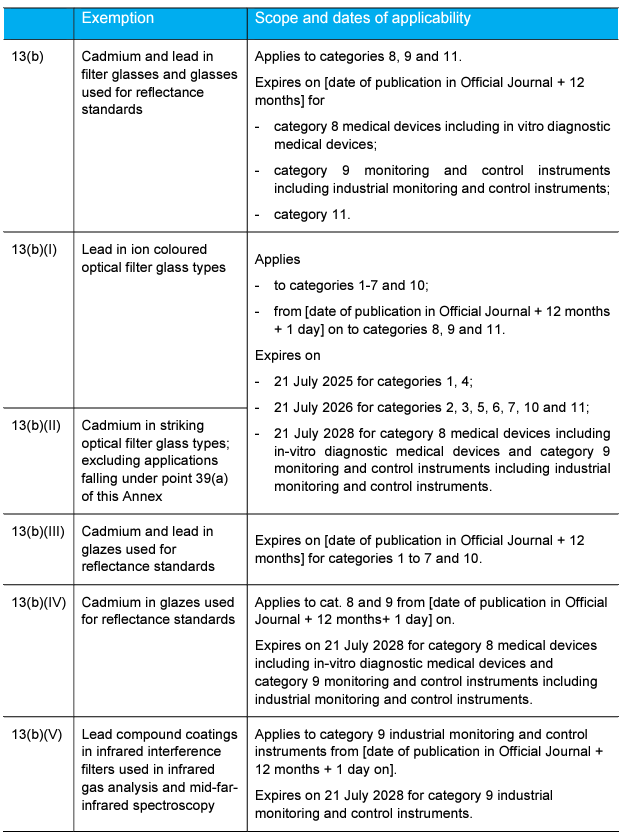 Exemption
Scope and dates of applicability
13(b)
Cadmium and lead in
filter glasses and glasses
used for reflectance
standards
Applies to categories 8, 9 and 11.
Expires on [date of publication in Official Journal + 12
months] for
- category 8 medical devices including in vitro diagnostic
medical devices;
- category 9 monitoring and control instruments
including industrial monitoring and control instruments;
- category 11.
13(b)(I)
Lead in ion coloured
optical filter glass types
13(b)(II)
Cadmium in striking
optical filter glass types;
excluding applications
falling under point 39(a)
of this Annex
Applies
- to categories 1-7 and 10;
- from [date of publication in Official Journal + 12 months
+ 1 day] on to categories 8, 9 and 11.
Expires on
- 21 July 2025 for categories 1, 4;
- 21 July 2026 for categories 2, 3, 5, 6, 7, 10 and 11;
- 21 July 2028 for category 8 medical devices including
in-vitro diagnostic medical devices and category 9
monitoring and control instruments including industrial
monitoring and control instruments.
13(b)(III)
Cadmium and lead in
glazes used for
reflectance standards
Expires on [date of publication in Official Journal + 12
months] for categories 1 to 7 and 10.
13(b)(IV)
Cadmium in glazes used
for reflectance standards
Applies to cat. 8 and 9 from [date of publication in Official
Journal + 12 months+ 1 day] on.
Expires on 21 July 2028 for category 8 medical devices
including in-vitro diagnostic medical devices and
category 9 monitoring and control instruments including
industrial monitoring and control instruments.
13(b)(V)
Lead compound coatings
in infrared interference
filters used in infrared
gas analysis and mid-far-
infrared spectroscopy
Applies to category 9 industrial monitoring and control
instruments from [date of publication in Official Journal +
12 months + 1 day on].
Expires on 21 July 2028 for category 9 industrial
monitoring and control instruments.